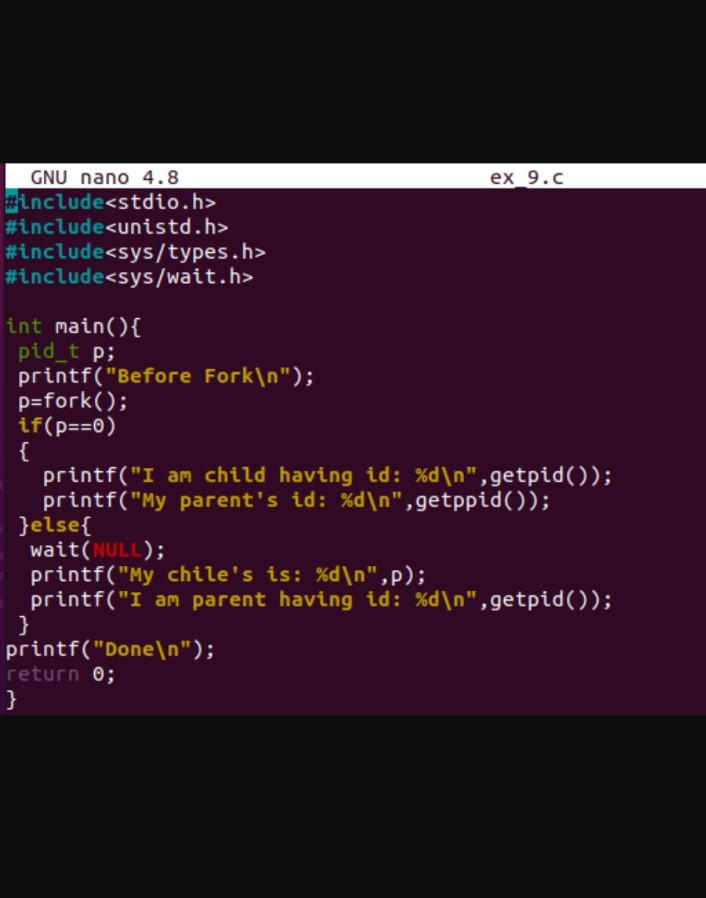 GNU nano 4.8 ex_9.c
#include<stdio.h>
#include<unistd.h>
#include<sys/types.h>
#include<sys/wait.h>
int main(){
pid_t p;
printf("Before Fork\n");
p=fork();
if(p==0)
{
printf("I am child having id: %d\n",getpid());
printf("My parent's id: %d\n",getppid());
}else{
wait(NULL);
printf("My chile's is: %d\n",p);
printf("I am parent having id: %d\n",getpid());
}
printf("Done\n");
return 0;
}